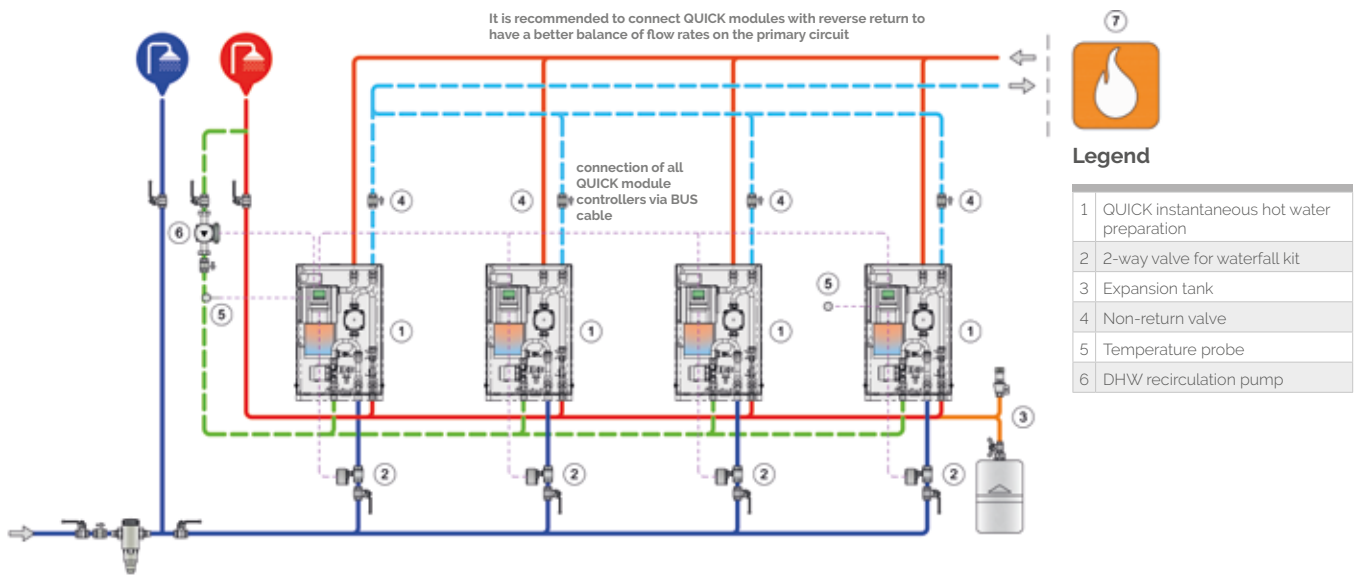 It is recommended to connect QUICK modules with reverse return to
have a better balance of flow rates on the primary circuit
7
connection of all
QUICK module
controllers via BUS
cable
4
4
4
4
6
5
5
1
1
1
1
3
2
2
2
2
Legend
1 QUICK instantaneous hot water
preparation
2 2-way valve for waterfall kit
3 Expansion tank
4 Non-return valve
5 Temperature probe
6 DHW recirculation pump